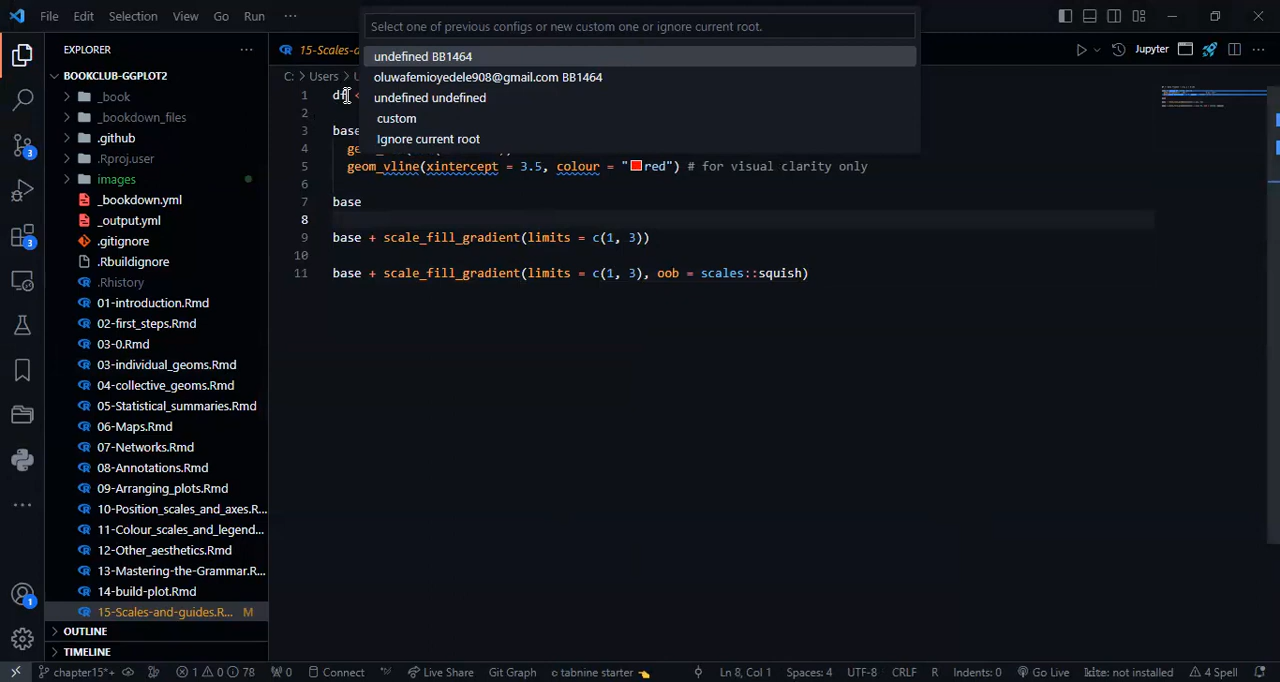 File Edit Selection View Go Run ···
Select one of previous configs or new custom one or ignore current root.
undefined BB1464
oluwafemioyedele908@gmail.com BB1464
undefined undefined
custom
Ignore current root
EXPLORER ···
BOOKCLUB-GGPLOT2
_book
_bookdown_files
.github
.Rproj.user
images
_bookdown.yml
_output.yml
.gitignore
.Rbuildignore
.Rhistory
01-introduction.Rmd
02-first_steps.Rmd
03-0.Rmd
03-individual_geoms.Rmd
04-collective_geoms.Rmd
05-Statistical_summaries.Rmd
06-Maps.Rmd
07-Networks.Rmd
08-Annotations.Rmd
09-Arranging_plots.Rmd
10-Position_scales_and_axes.R...
11-Colour_scales_and_legend...
12-Other_aesthetics.Rmd
13-Mastering-the-Grammar.R...
14-build-plot.Rmd
15-Scales-and-guides.R... M
OUTLINE
TIMELINE
3
3
1
15-Scales-a
Jupyter
C: > Users >
1 df <
2
3 base
4
5 geom_vline(xintercept = 3.5, colour = "red") # for visual clarity only
6
7 base
8
9 base + scale_fill_gradient(limits = c(1, 3))
10
11 base + scale_fill_gradient(limits = c(1, 3), oob = scales::squish)
chapter15*+ 1 0 78 0 Connect Live Share Git Graph tabnine starter Ln 8, Col 1 Spaces: 4 UTF-8 CRLF R Indents: 0 Go Live not installed 4 Spell